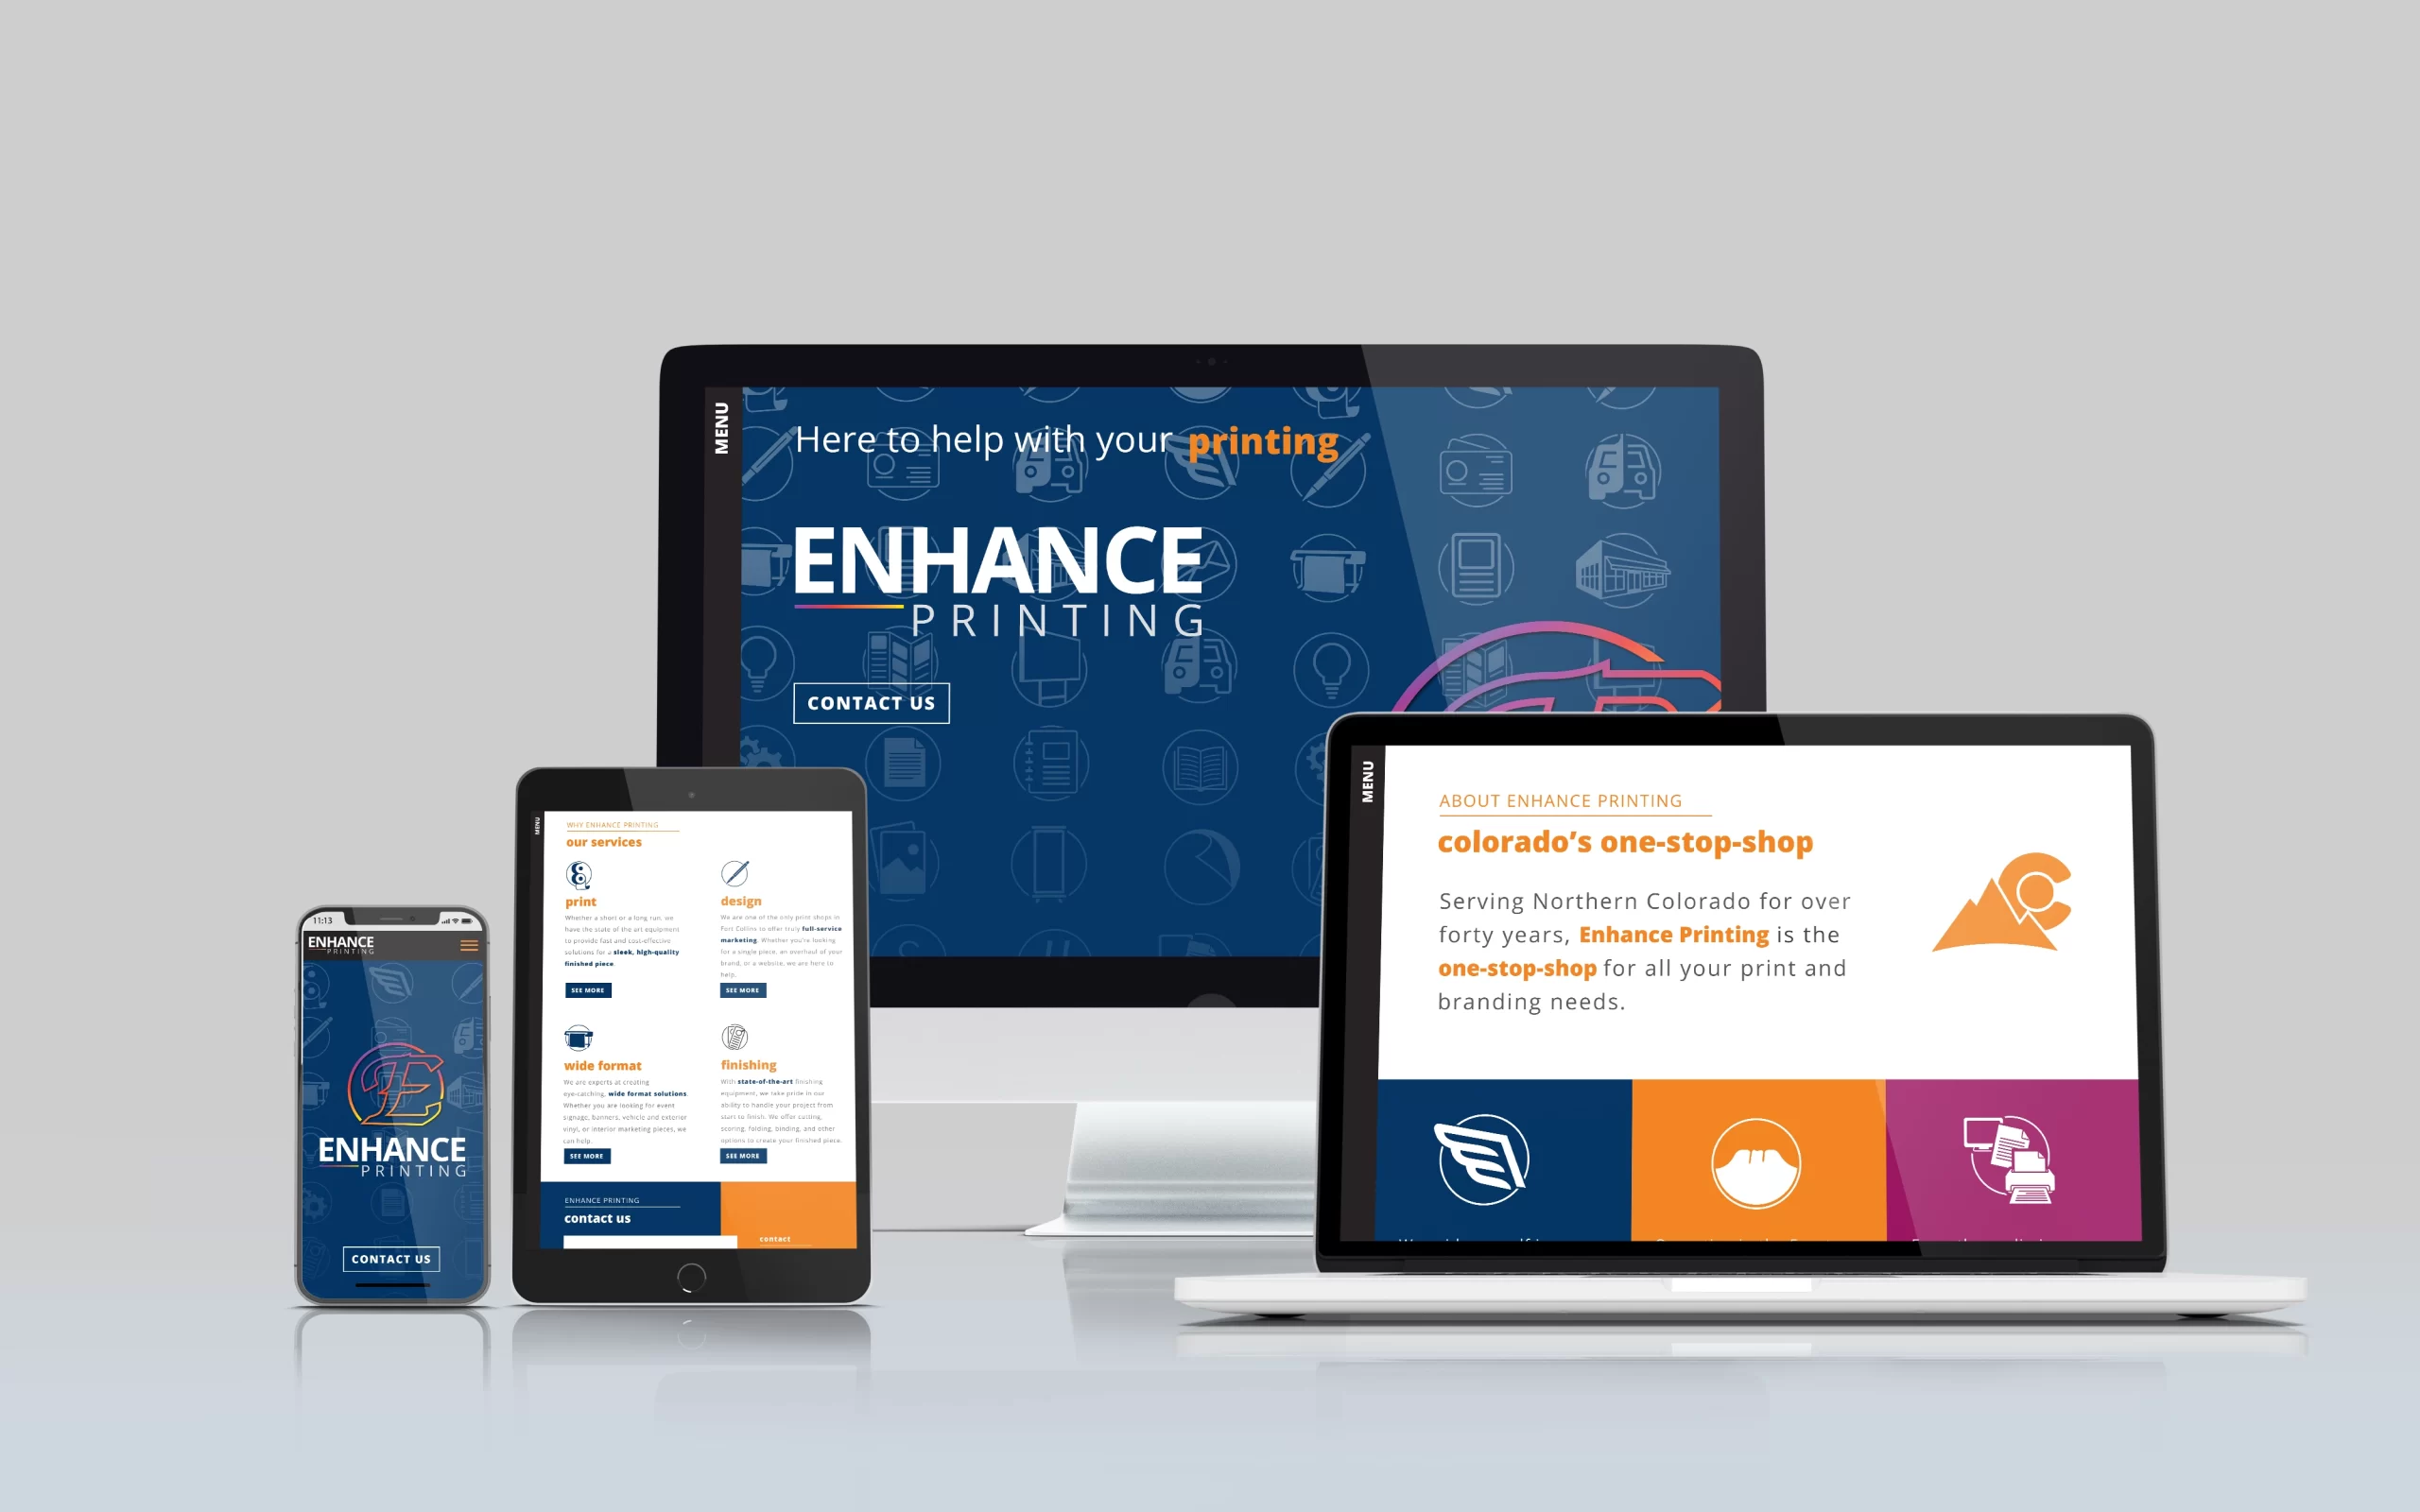 MENU
Here to help with your printing
ENHANCE
PRINTING
CONTACT US
11:13
ENHANCE
PRINTING
ENHANCE
PRINTING
CONTACT US
MENU
WHY ENHANCE PRINTING
our services
print
Whether a short or a long run, we
have the state of the art equipment
to provide fast and cost-effective
solutions for a sleek, high-quality
finished piece.
SEE MORE
design
We are one of the only print shops in
Fort Collins to offer truly full-service
marketing. Whether you're looking
for a single piece, an overhaul of your
brand, or a website, we are here to
help.
SEE MORE
wide format
We are experts at creating
eye-catching, wide format solutions.
Whether you are looking for event
signage, banners, vehicle and exterior
vinyl, or interior marketing pieces, we
can help.
SEE MORE
finishing
With state-of-the-art finishing
equipment, we take pride in our
ability to handle your project from
start to finish. We offer cutting,
scoring, folding, binding, and other
options to create your finished piece.
SEE MORE
ENHANCE PRINTING
contact us
contact
MENU
ABOUT ENHANCE PRINTING
colorado's one-stop-shop
Serving Northern Colorado for over
forty years, Enhance Printing is the
one-stop-shop for all your print and
branding needs.